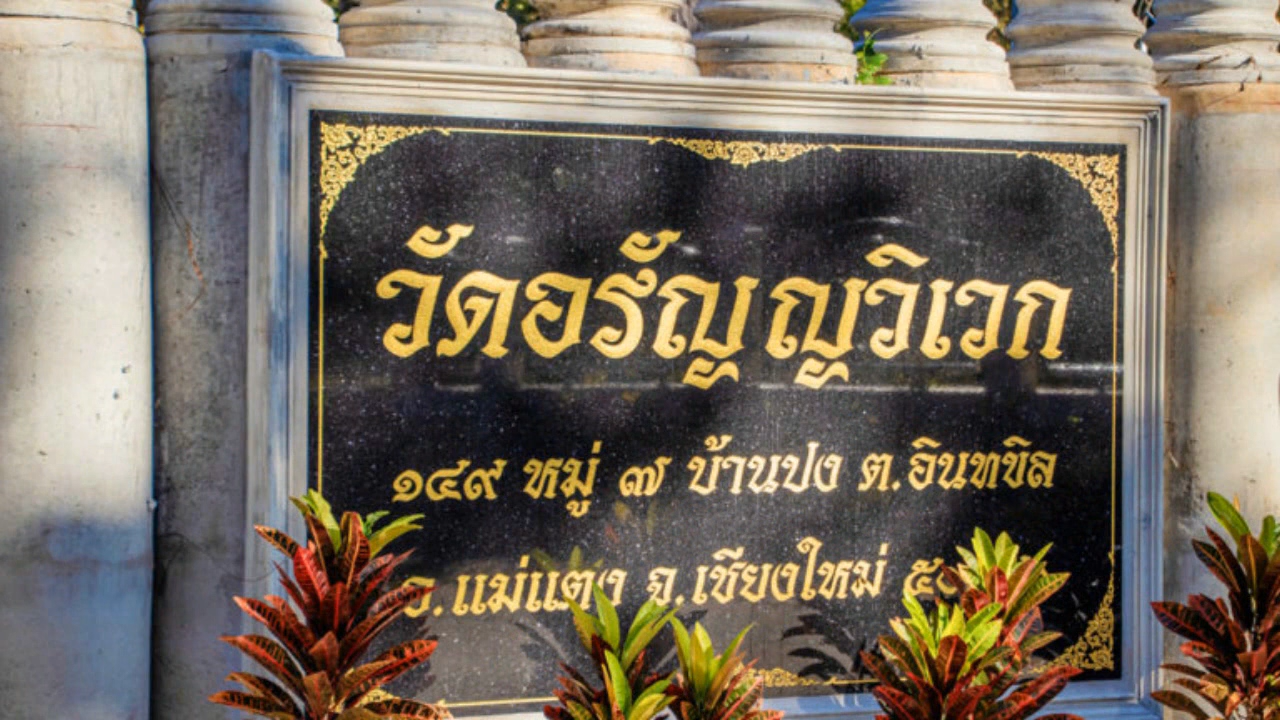 วัดอรัญญวิเวก
๑๔๙ หมู่ ๗ บ้านปง ต.อินทขิล
อ.แม่แตง จ.เชียงใหม่